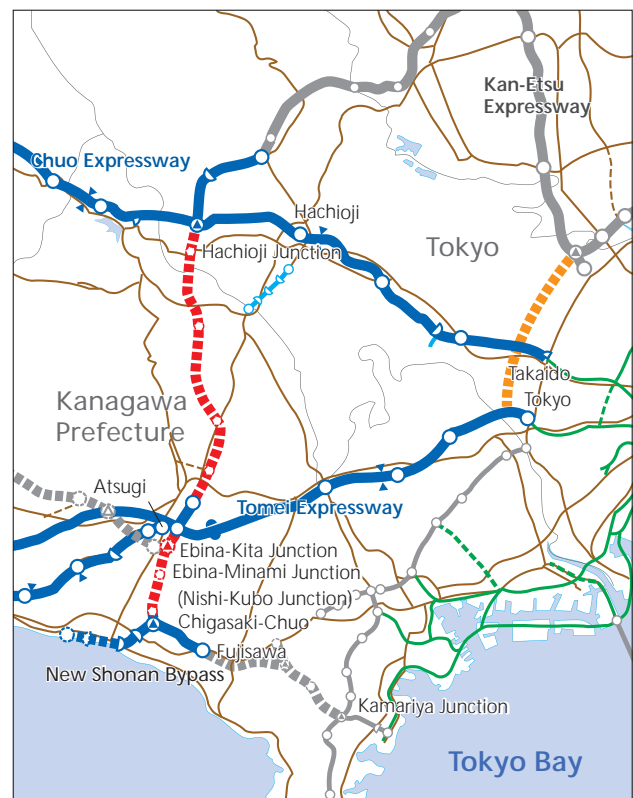 Kan-Etsu
Expressway
Chuo Expressway
Hachioji
Tokyo
Hachioji Junction
Takaido
Tokyo
Kanagawa
Prefecture
Atsugi
Tomei Expressway
Ebina-Kita Junction
Ebina-Minami Junction
(Nishi-Kubo Junction)
Chigasaki-Chuo
Fujisawa
New Shonan Bypass
Kamariya Junction
Tokyo Bay